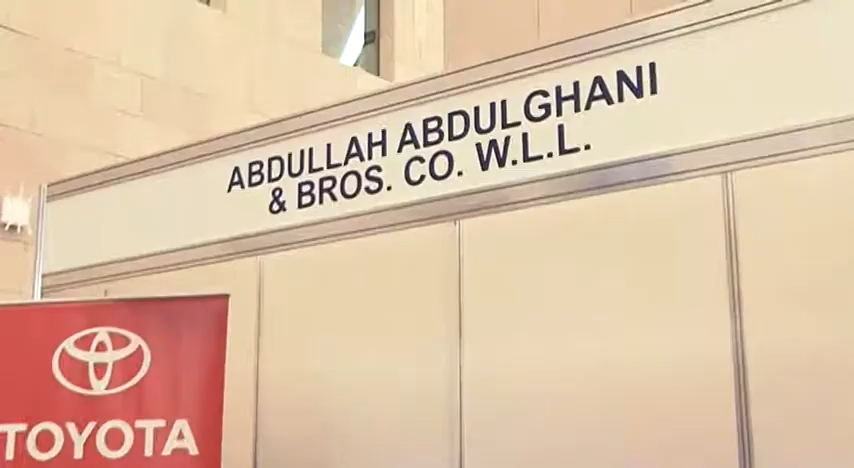 ABDULLAH ABDULGHANI
& BROS. CO. W.L.L.
TOYOTA